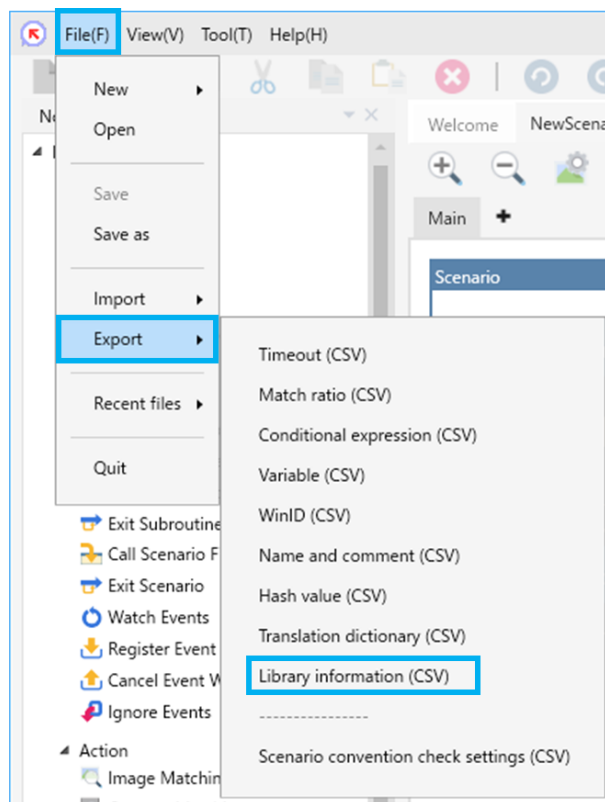 File(F) View(V) Tool(T) Help(H)
New
Open
Save
Save as
Import
Export
Recent files
Quit
Welcome
Main
Scenario
Timeout (CSV)
Match ratio (CSV)
Conditional expression (CSV)
Variable (CSV)
WinID (CSV)
Name and comment (CSV)
Hash value (CSV)
Translation dictionary (CSV)
Library information (CSV)
----------------
Scenario convention check settings (CSV)
Exit Subroutine
Call Scenario F
Exit Scenario
Watch Events
Register Event
Cancel Event W
Ignore Events
Action
Image Matchin